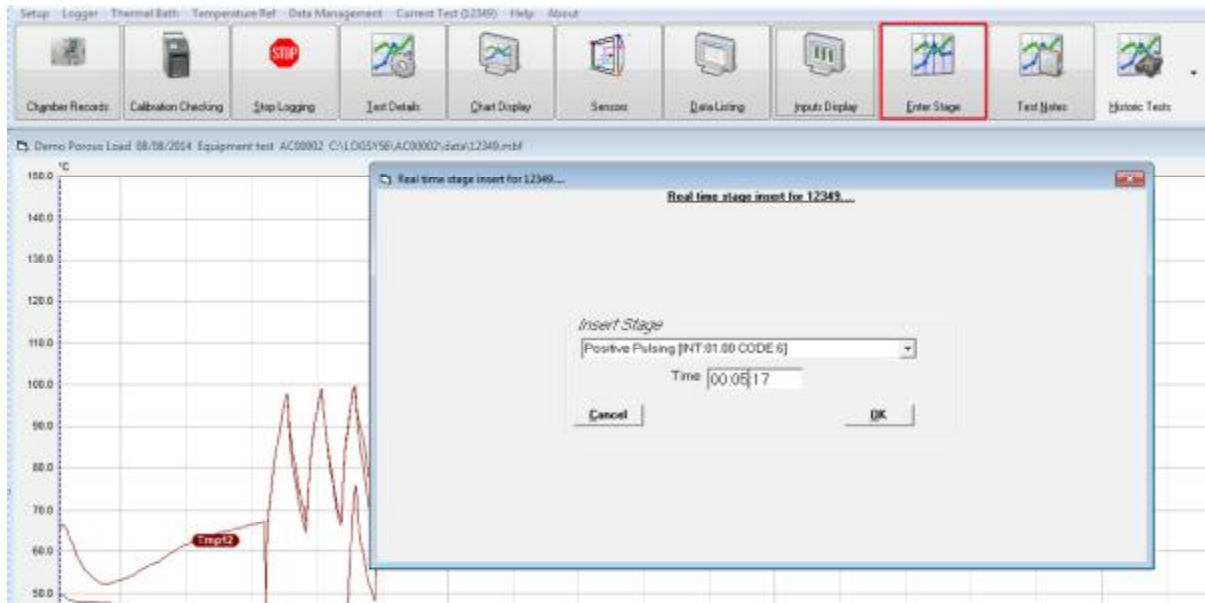 Setup Logger Thermal Bath Temperature Ref Data Management Current Test (12349) Help About
STOP
Chamber Records Calibration Checking Stop Logging Test Details Chart Display Sensors Data Listing Inputs Display Enter Stage Test Notes Historic Tests
Demo Porous Load 08/08/2014 Equipment test AC00002 C:\LOGSYS6\AC00002\data\12349.mbf
°C
150.0
Real time stage insert for 12349....
Real time stage insert for 12349....
140.0
130.0
120.0
Insert Stage
Positive Pulsing [INT:01.00 CODE:6]
110.0
Time 00:05:17
100.0
Cancel OK
90.0
80.0
70.0
Tmp12
60.0
50.0